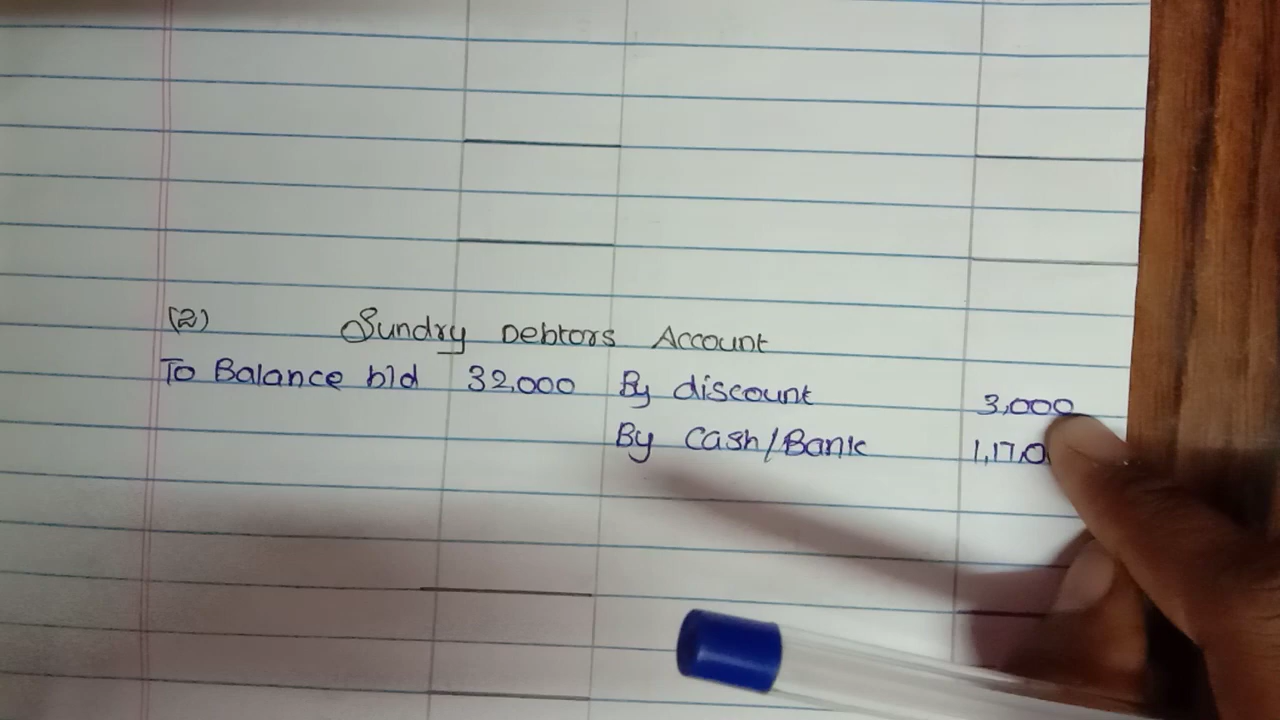 (2) Sundry Debtors Account
To Balance b/d 32,000 By discount 3,000
By Cash/Bank